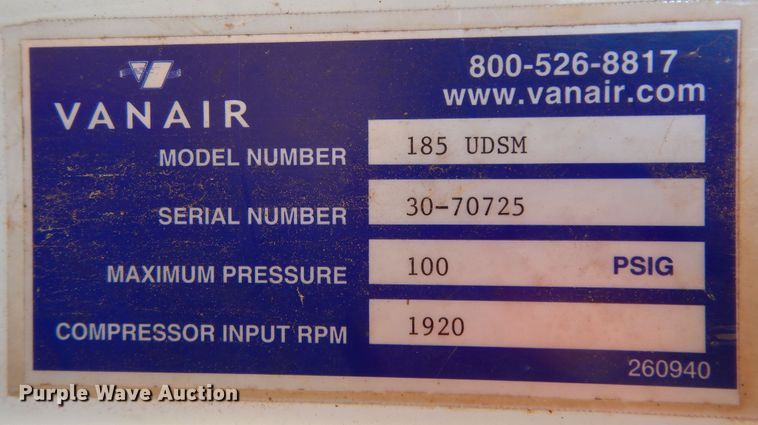 VANAIR
800-526-8817
www.vanair.com
MODEL NUMBER 185 UDSM
SERIAL NUMBER 30-70725
MAXIMUM PRESSURE 100 PSIG
COMPRESSOR INPUT RPM 1920
260940
Purple Wave Auction